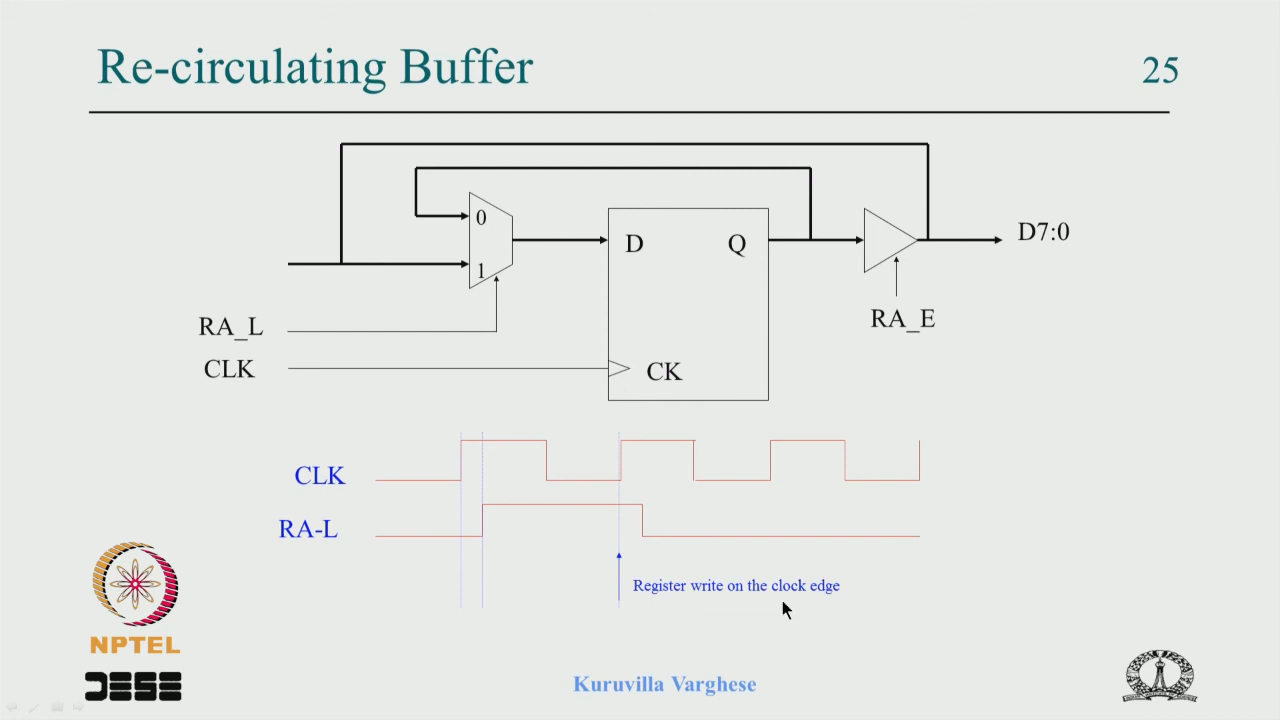 Re-circulating Buffer
25
0
1
D
Q
D7:0
RA_L
RA_E
CLK
CK
CLK
RA-L
Register write on the clock edge
NPTEL
DESE
Kuruvilla Varghese